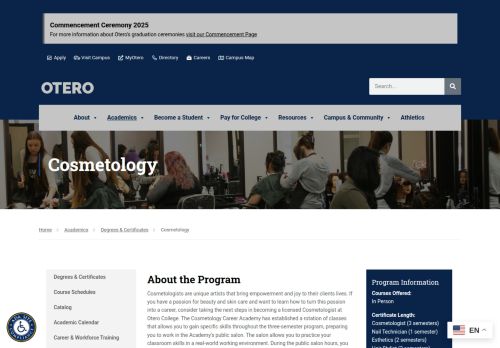 Commencement Ceremony 2025
For more information about Otero's graduation ceremonies visit our Commencement Page
Apply Visit Campus MyOtero Directory Careers Campus Map
OTERO
Search...
About Academics Become a Student Pay for College Resources Campus & Community Athletics
Cosmetology
Home Academics Degrees & Certificates Cosmetology
Degrees & Certificates
Course Schedules
Catalog
Academic Calendar
Career & Workforce Training
About the Program
Cosmetologists are unique artists that bring empowerment and joy to their clients lives. If
you have a passion for beauty and skin care and want to learn how to turn this passion
into a career, consider taking the next steps in becoming a licensed Cosmetologist at
Otero College. The Cosmetology Career Academy has established a rotation of classes
that allows you to gain specific skills throughout the three-semester program, preparing
you to work in the Academy's public salon. The salon allows you to practice your
classroom skills in a real-world working environment. During the public salon hours, you
Program Information
Courses Offered:
In Person
Certificate Length:
Cosmetologist (3 semesters)
Nail Technician (1 semester)
Esthetics (2 semesters)
EN